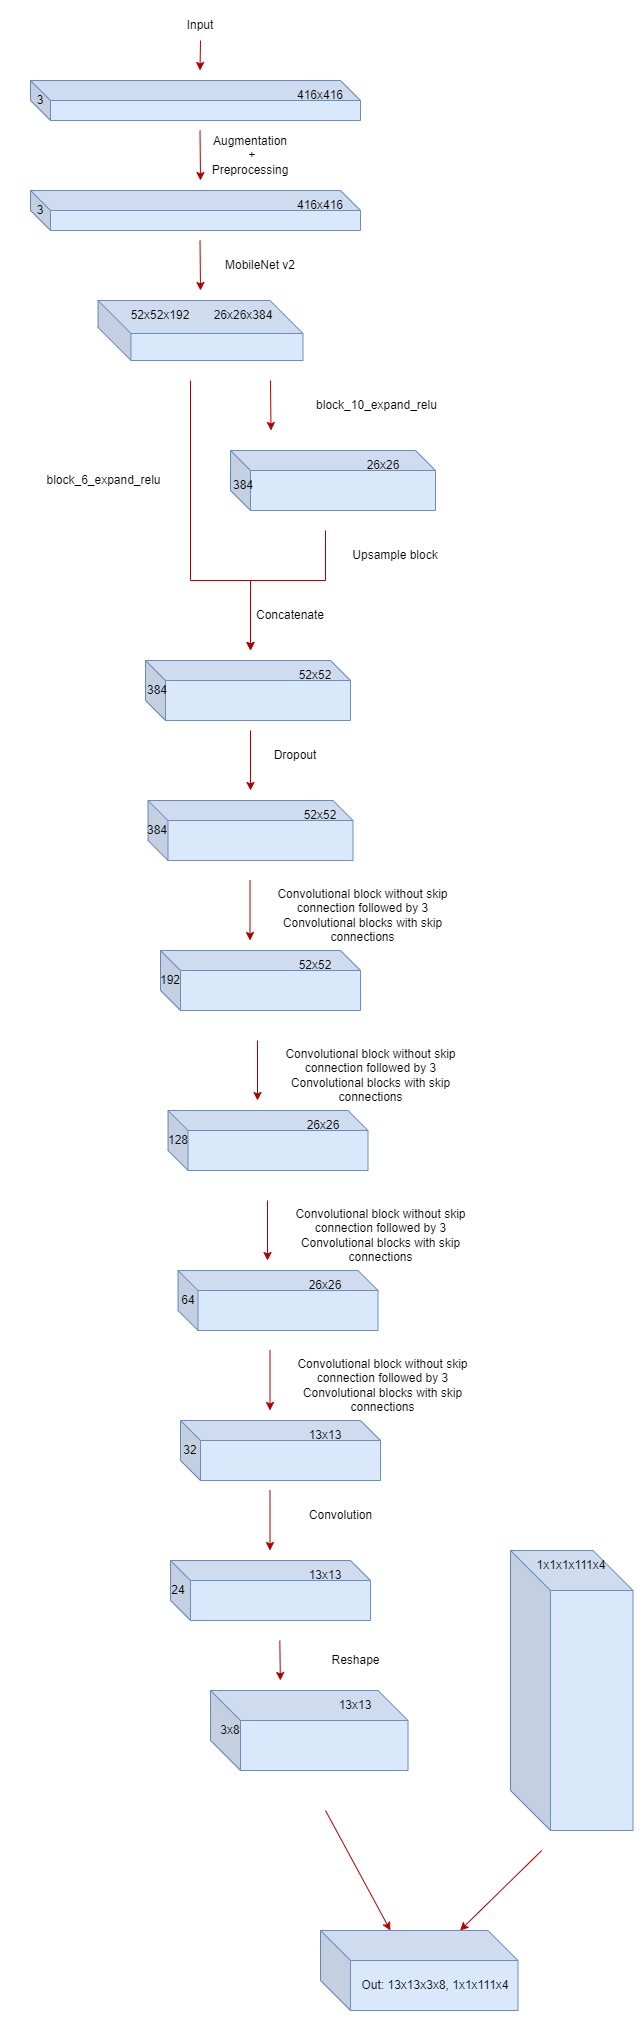 Input
416x416
3
Augmentation
+
Preprocessing
416x416
3
MobileNet v2
52x52x192 26x26x384
block_10_expand_relu
26x26
384
block_6_expand_relu
Upsample block
Concatenate
52x52
384
Dropout
52x52
384
Convolutional block without skip
connection followed by 3
Convolutional blocks with skip
connections
52x52
192
Convolutional block without skip
connection followed by 3
Convolutional blocks with skip
connections
26x26
128
Convolutional block without skip
connection followed by 3
Convolutional blocks with skip
connections
26x26
64
Convolutional block without skip
connection followed by 3
Convolutional blocks with skip
connections
13x13
32
Convolution
1x1x1x111x4
13x13
24
Reshape
13x13
3x8
Out: 13x13x3x8, 1x1x111x4